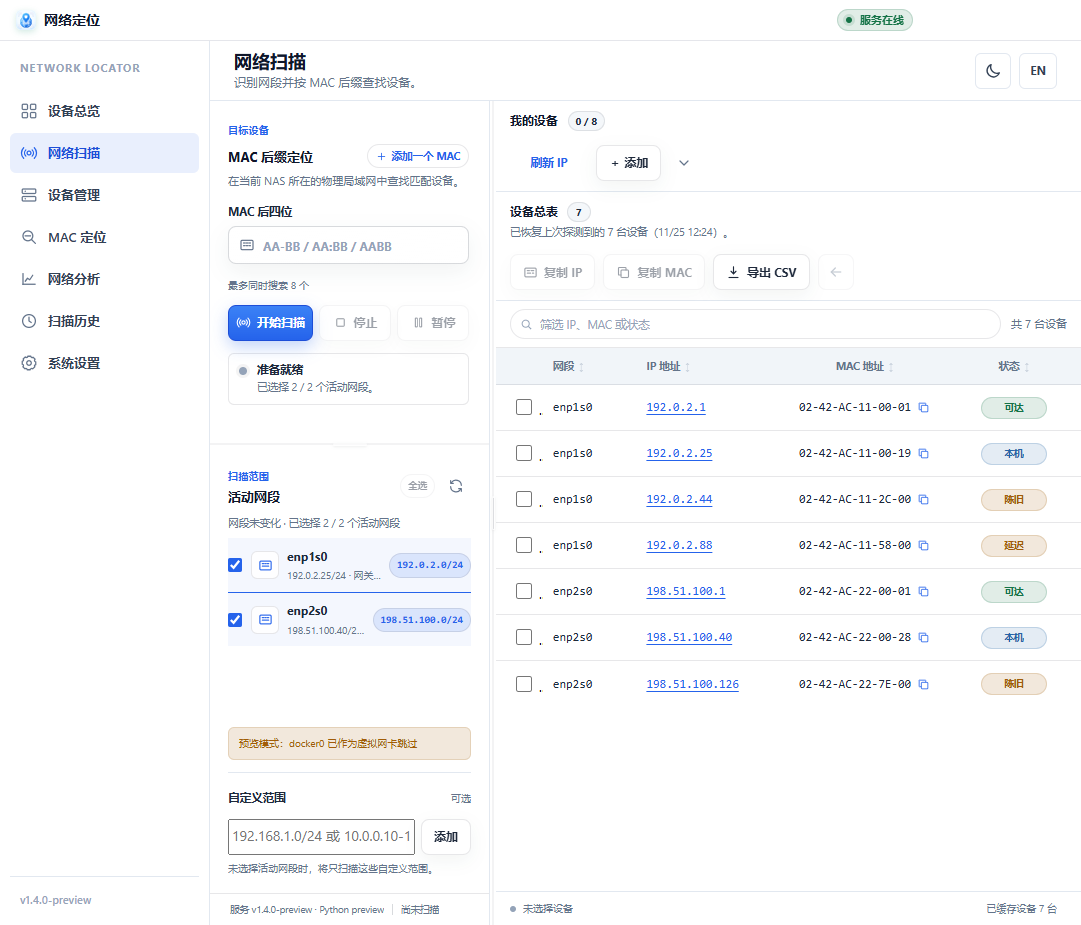 网络定位
服务在线
NETWORK LOCATOR
设备总览
网络扫描
设备管理
MAC 定位
网络分析
扫描历史
系统设置
v1.4.0-preview
网络扫描
识别网段并按 MAC 后缀查找设备。
EN
目标设备
MAC 后缀定位
+ 添加一个 MAC
在当前 NAS 所在的物理局域网中查找匹配设备。
MAC 后四位
AA-BB / AA:BB / AABB
最多同时搜索 8 个
开始扫描
停止
暂停
准备就绪
已选择 2 / 2 个活动网段。
扫描范围
活动网段
全选
网段未变化 · 已选择 2 / 2 个活动网段
enp1s0
192.0.2.25/24 · 网关...
192.0.2.0/24
enp2s0
198.51.100.40/2...
198.51.100.0/24
预览模式：docker0 已作为虚拟网卡跳过
自定义范围
可选
192.168.1.0/24 或 10.0.0.10-1
添加
未选择活动网段时，将只扫描这些自定义范围。
服务 v1.4.0-preview · Python preview
尚未扫描
我的设备
0 / 8
刷新 IP
+ 添加
设备总表
7
已恢复上次探测到的 7 台设备（11/25 12:24）。
复制 IP
复制 MAC
导出 CSV
筛选 IP、MAC 或状态
共 7 台设备
网段 IP 地址 MAC 地址 状态
enp1s0 192.0.2.1 02-42-AC-11-00-01 可达
enp1s0 192.0.2.25 02-42-AC-11-00-19 本机
enp1s0 192.0.2.44 02-42-AC-11-2C-00 陈旧
enp1s0 192.0.2.88 02-42-AC-11-58-00 延迟
enp2s0 198.51.100.1 02-42-AC-22-00-01 可达
enp2s0 198.51.100.40 02-42-AC-22-00-28 本机
enp2s0 198.51.100.126 02-42-AC-22-7E-00 陈旧
未选择设备
已缓存设备 7 台